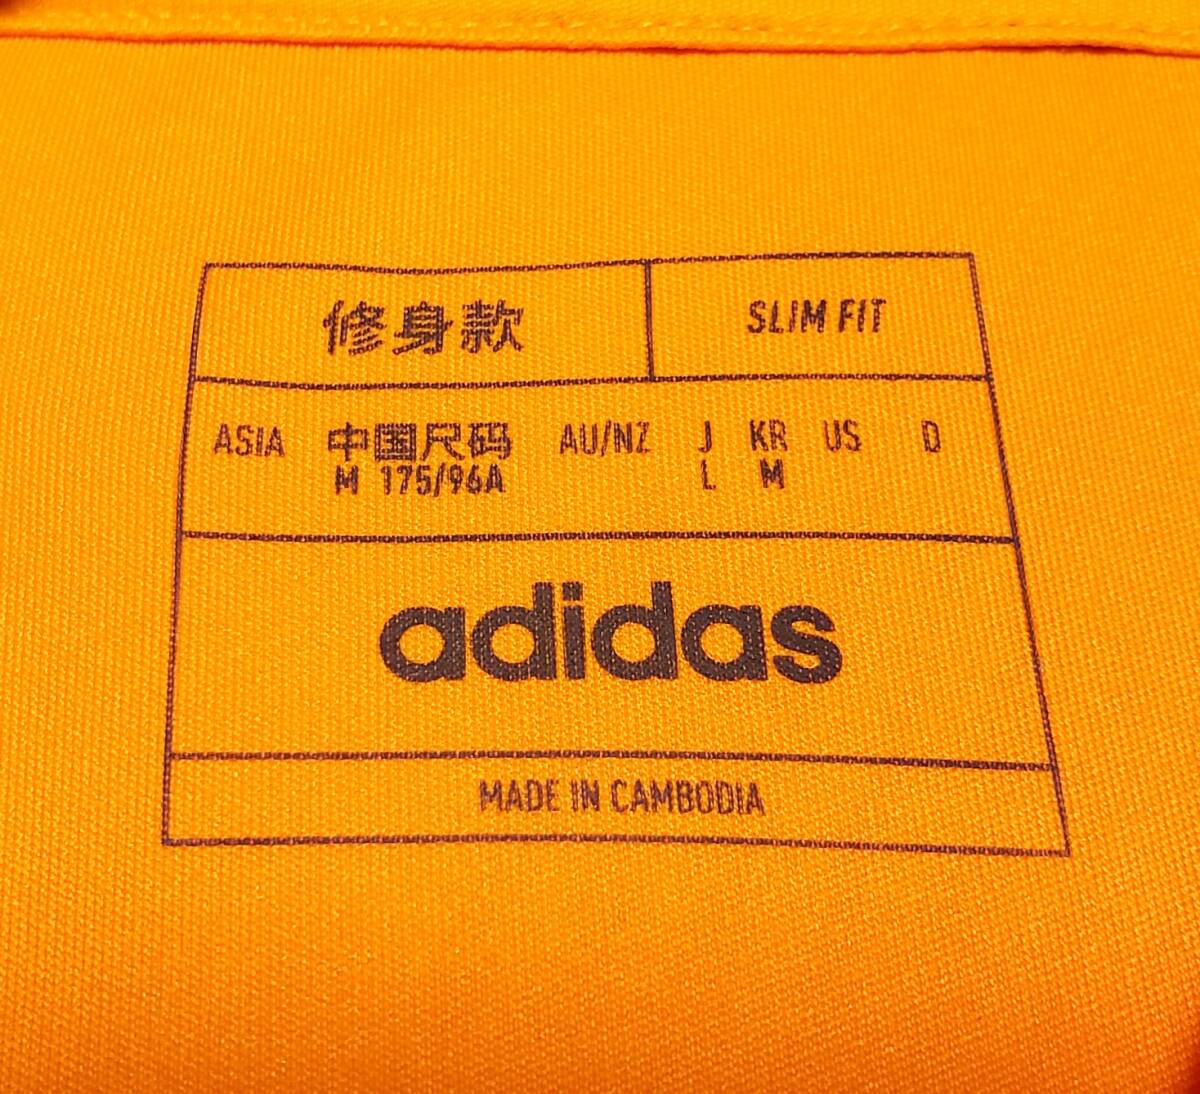 修身款 SLIM FIT
ASIA 中国尺码 AU/NZ J KR US D
M 175/96A L M
adidas
MADE IN CAMBODIA